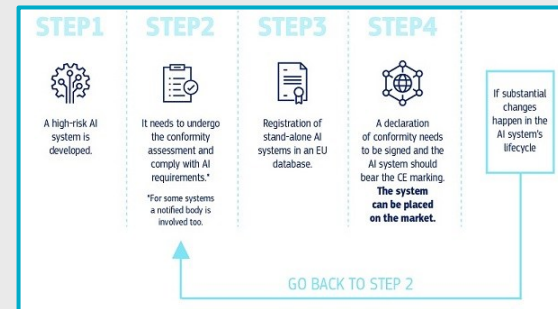 STEP1
A high-risk AI
system is
developed.
STEP2
It needs to undergo
the conformity
assessment and
comply with AI
requirements.*
*For some systems
a notified body is
involved too.
STEP3
Registration of
stand-alone AI
systems in an EU
database.
STEP4
A declaration
of conformity needs
to be signed and the
AI system should
bear the CE marking.
The system
can be placed
on the market.
If substantial
changes
happen in the
AI system's
lifecycle
GO BACK TO STEP 2